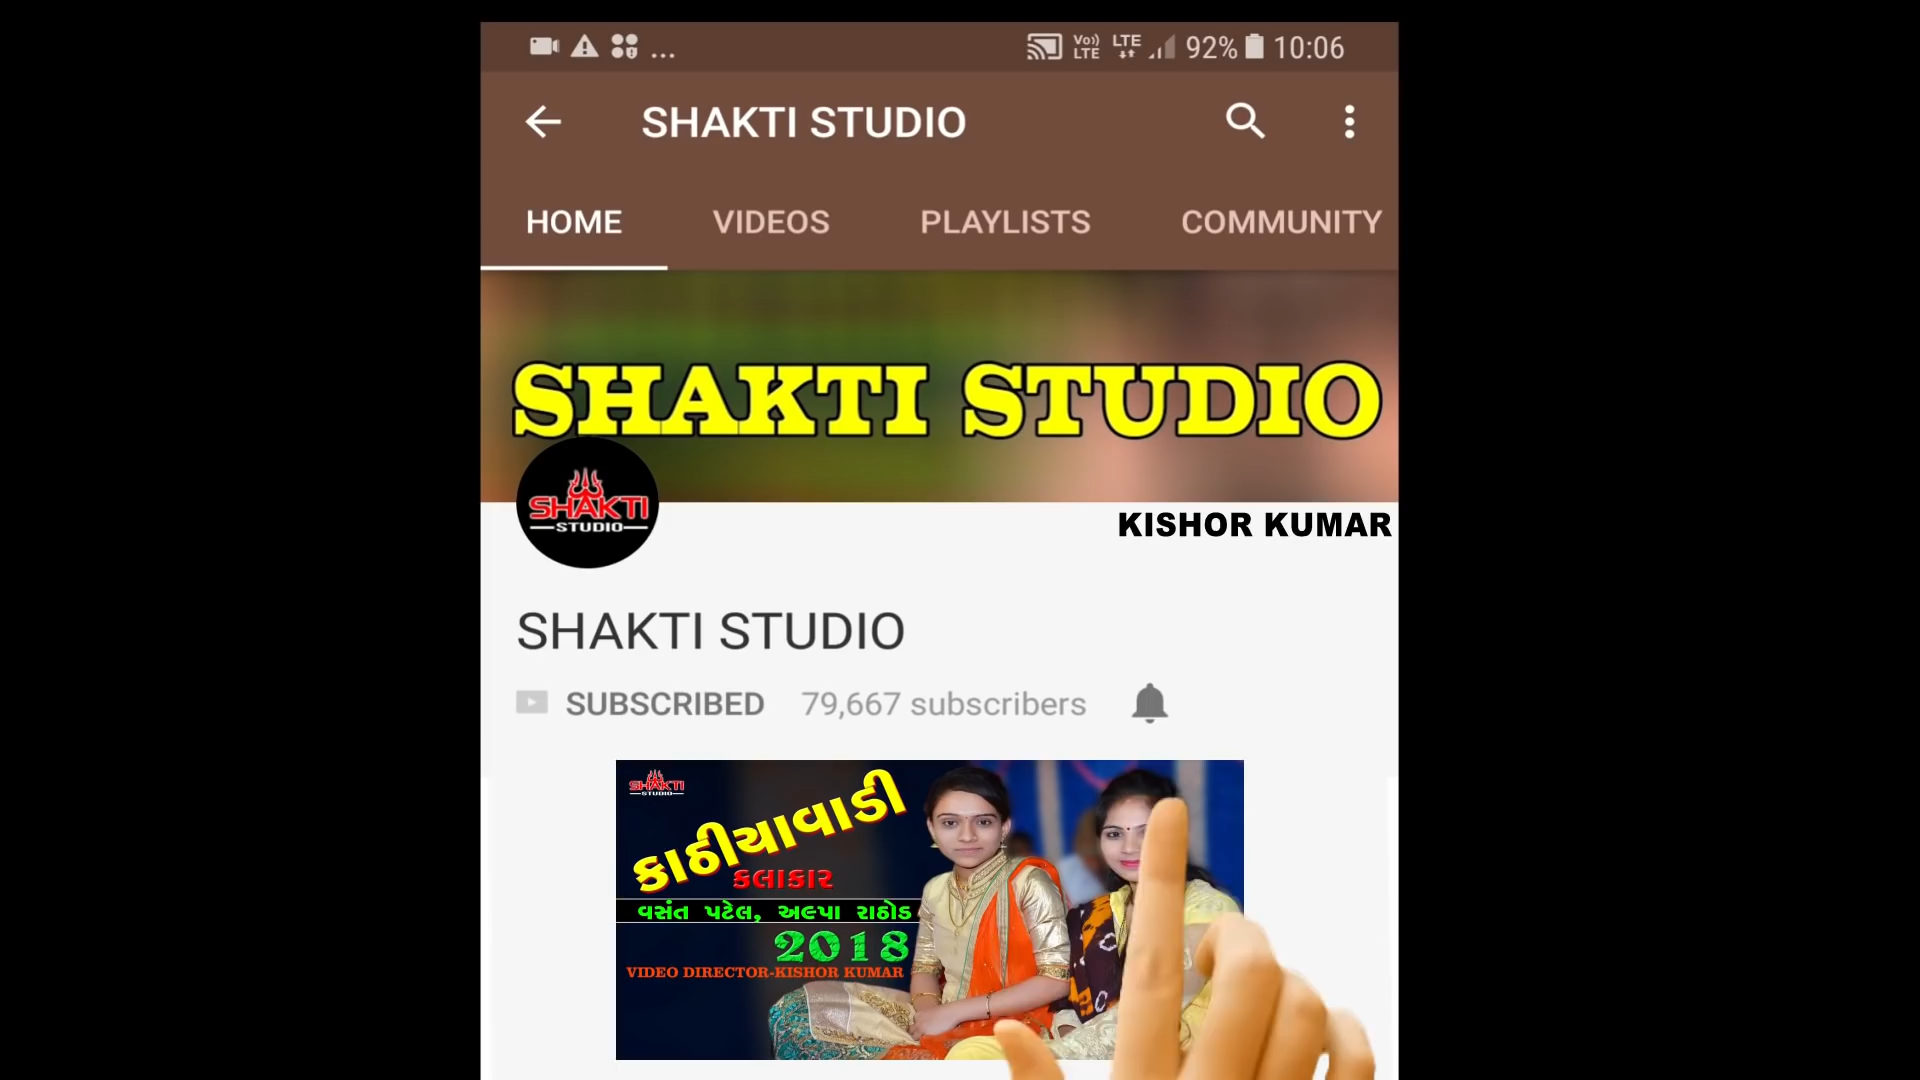 ... Vo)) LTE LTE 92% 10:06
SHAKTI STUDIO
HOME VIDEOS PLAYLISTS COMMUNITY
SHAKTI STUDIO
SHAKTI
STUDIO
KISHOR KUMAR
SHAKTI STUDIO
SUBSCRIBED 79,667 subscribers
SHAKTI
STUDIO
કાઠીયાવાડી
કલાકાર
વસંત પટેલ, અલ્પા રાઠોડ
2018
VIDEO DIRECTOR-KISHOR KUMAR